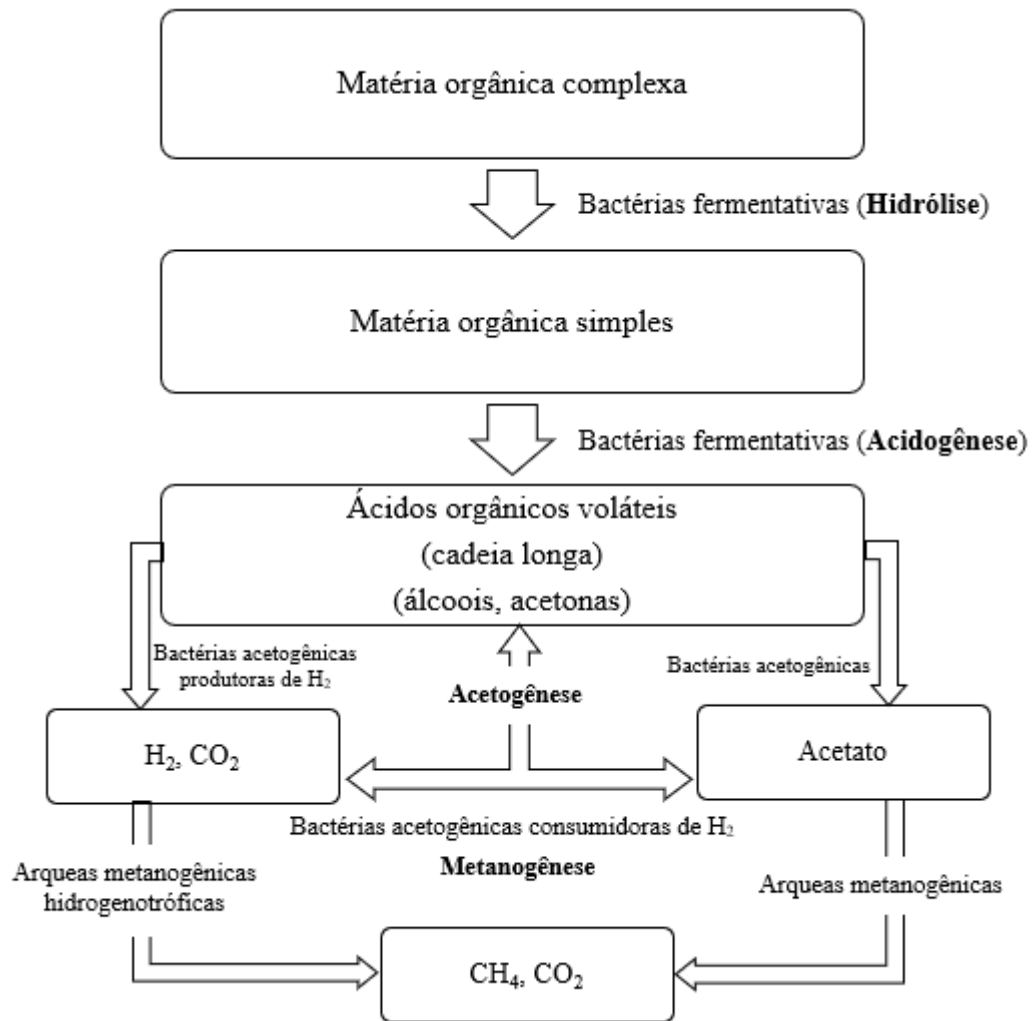 Matéria orgânica complexa
Bactérias fermentativas (Hidrólise)
Matéria orgânica simples
Bactérias fermentativas (Acidogênese)
Ácidos orgânicos voláteis
(cadeia longa)
(álcoois, acetonas)
Bactérias acetogênicas
produtoras de H₂
Bactérias acetogênicas
Acetogênese
H₂, CO₂
Acetato
Bactérias acetogênicas consumidoras de H₂
Metanogênese
Arqueas metanogênicas
hidrogenotróficas
Arqueas metanogênicas
CH₄, CO₂